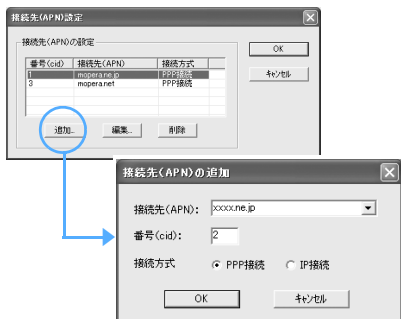 接続先(APN)設定
接続先(APN)の設定
番号(cid) 接続先(APN) 接続方式
1 mopera.ne.jp PPP接続
3 mopera.net PPP接続
追加... 編集... 削除
OK
キャンセル
接続先(APN)の追加
接続先(APN): xxxx.ne.jp
番号(cid): 2
接続方式 PPP接続 IP接続
OK キャンセル